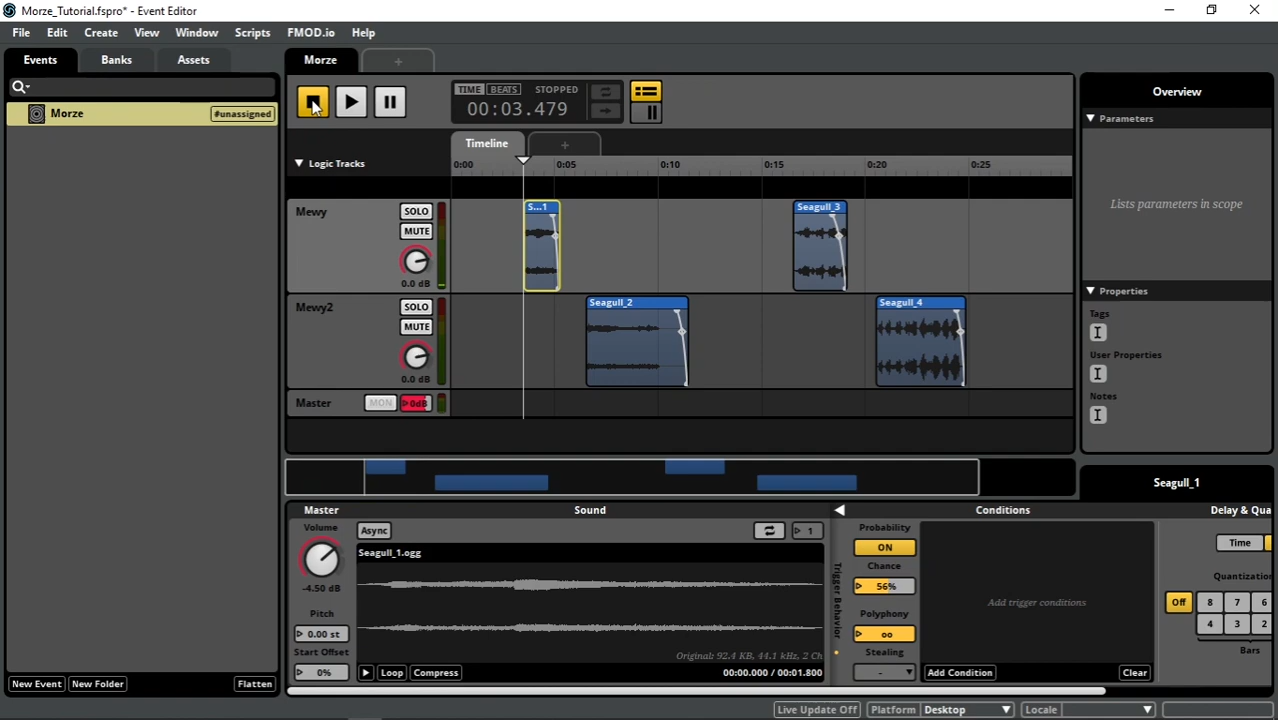 Morze_Tutorial.fspro* - Event Editor
File Edit Create View Window Scripts FMOD.io Help
Events Banks Assets Morze +
Morze #unassigned
TIME BEATS STOPPED
00:03.479
Timeline +
Logic Tracks 0:00 0:05 0:10 0:15 0:20 0:25
Mewy SOLO
MUTE
0.0 dB
S...1 Seagull_3
Mewy2 SOLO
MUTE
0.0 dB
Seagull_2 Seagull_4
Master MON 0dB
Overview
Parameters
Lists parameters in scope
Properties
Tags
User Properties
Notes
Seagull_1
Master Sound Conditions Delay & Qua
Volume
-4.50 dB
Pitch
0.00 st
Start Offset
0%
Async 1
Seagull_1.ogg
Original: 92.4 KB, 44.1 kHz, 2 Ch
Loop Compress 00:00.000 / 00:01.800
Trigger Behavior
Probability
ON
Chance
56%
Polyphony
oo
Stealing
-
Add trigger conditions
Add Condition Clear
Time
Quantization
Off 8 7 6
4 3 2
Bars
New Event New Folder Flatten
Live Update Off Platform Desktop Locale